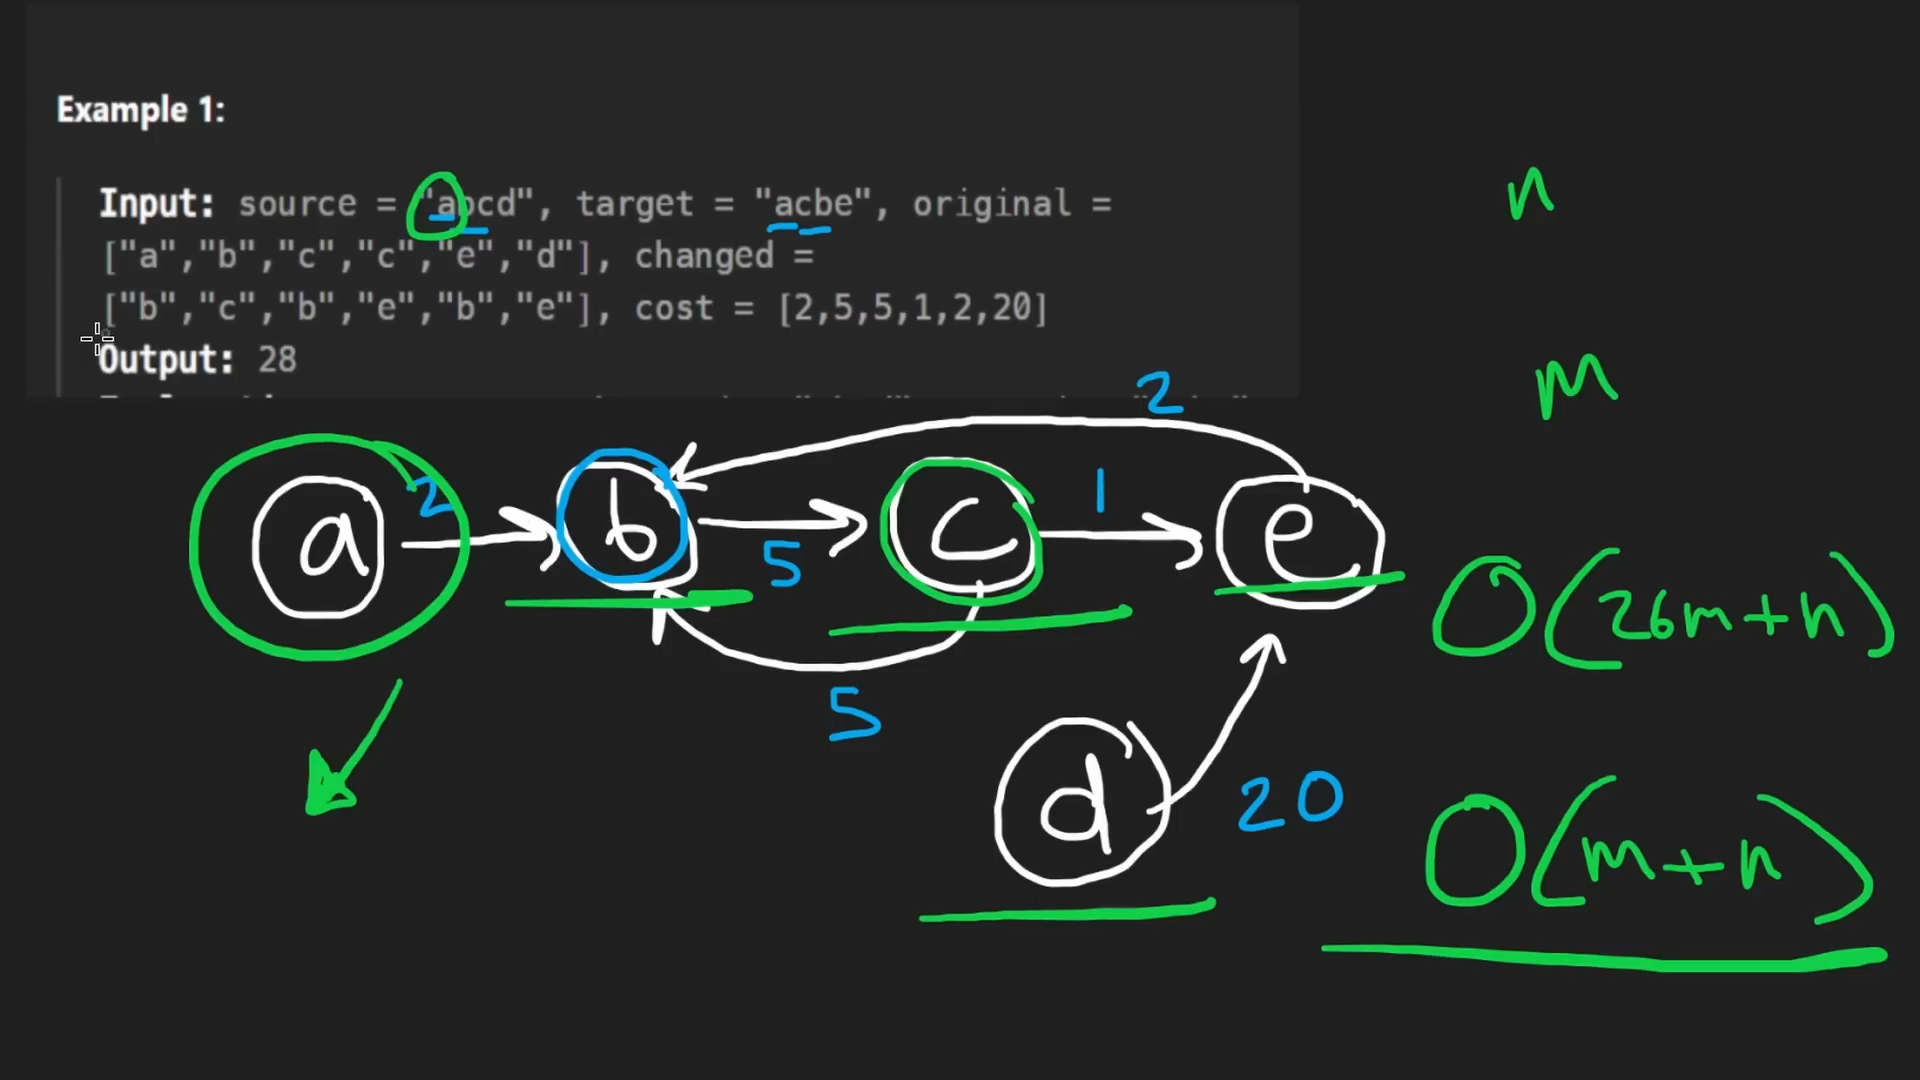 Example 1:
Input: source = "abcd", target = "acbe", original =
["a","b","c","c","e","d"], changed =
["b","c","b","e","b","e"], cost = [2,5,5,1,2,20]
Output: 28
n
m
2
a
2
b
5
c
1
e
5
d
20
O(26m+n)
O(m+n)